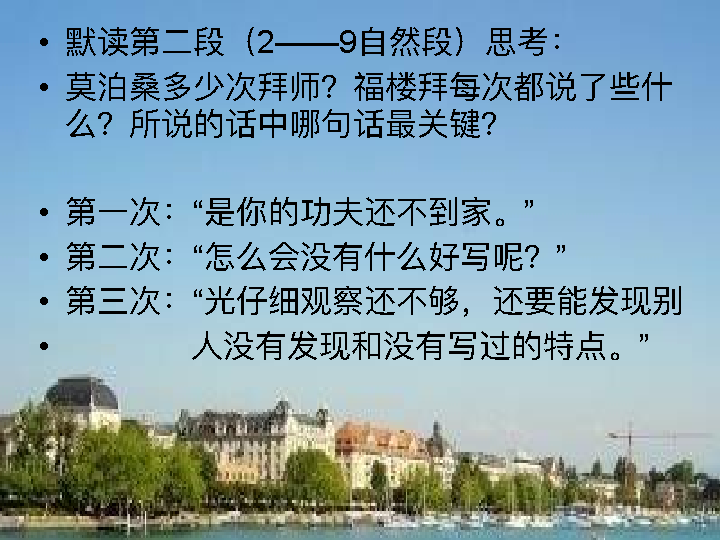 • 默读第二段（2——9自然段）思考：
• 莫泊桑多少次拜师？福楼拜每次都说了些什
么？所说的话中哪句话最关键？
• 第一次：“是你的功夫还不到家。”
• 第二次：“怎么会没有什么好写呢？”
• 第三次：“光仔细观察还不够，还要能发现别
• 人没有发现和没有写过的特点。”